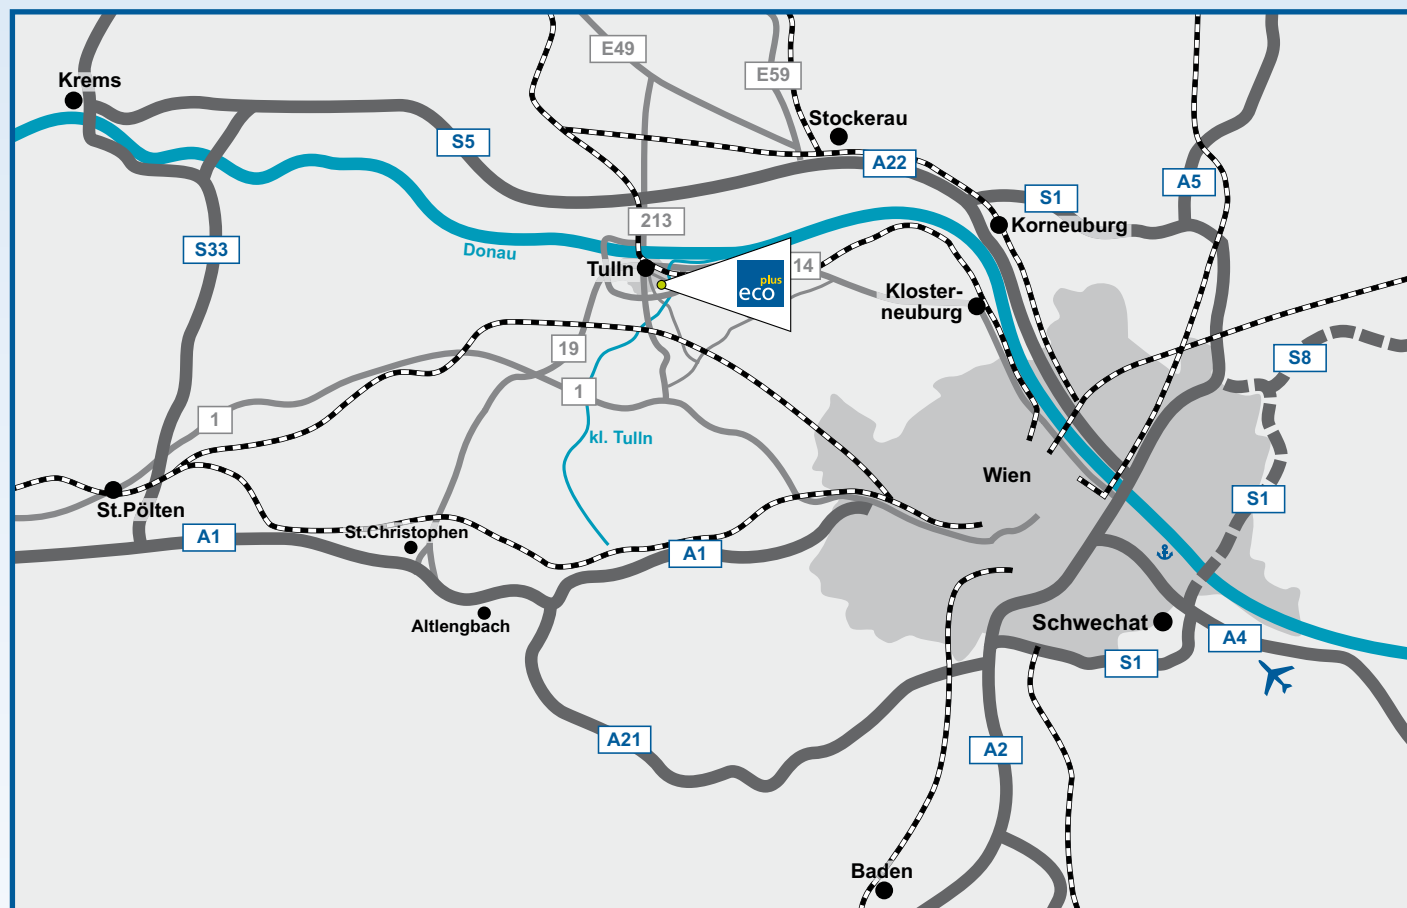 E49
E59
Krems
Stockerau
S5
A22
A5
S1
213
Korneuburg
S33
Donau
Tulln
plus
eco
14
Kloster-
neuburg
19
S8
1
1
kl. Tulln
Wien
S1
St.Pölten
A1
St.Christophen
A1
Altlengbach
Schwechat
A4
S1
A21
A2
Baden